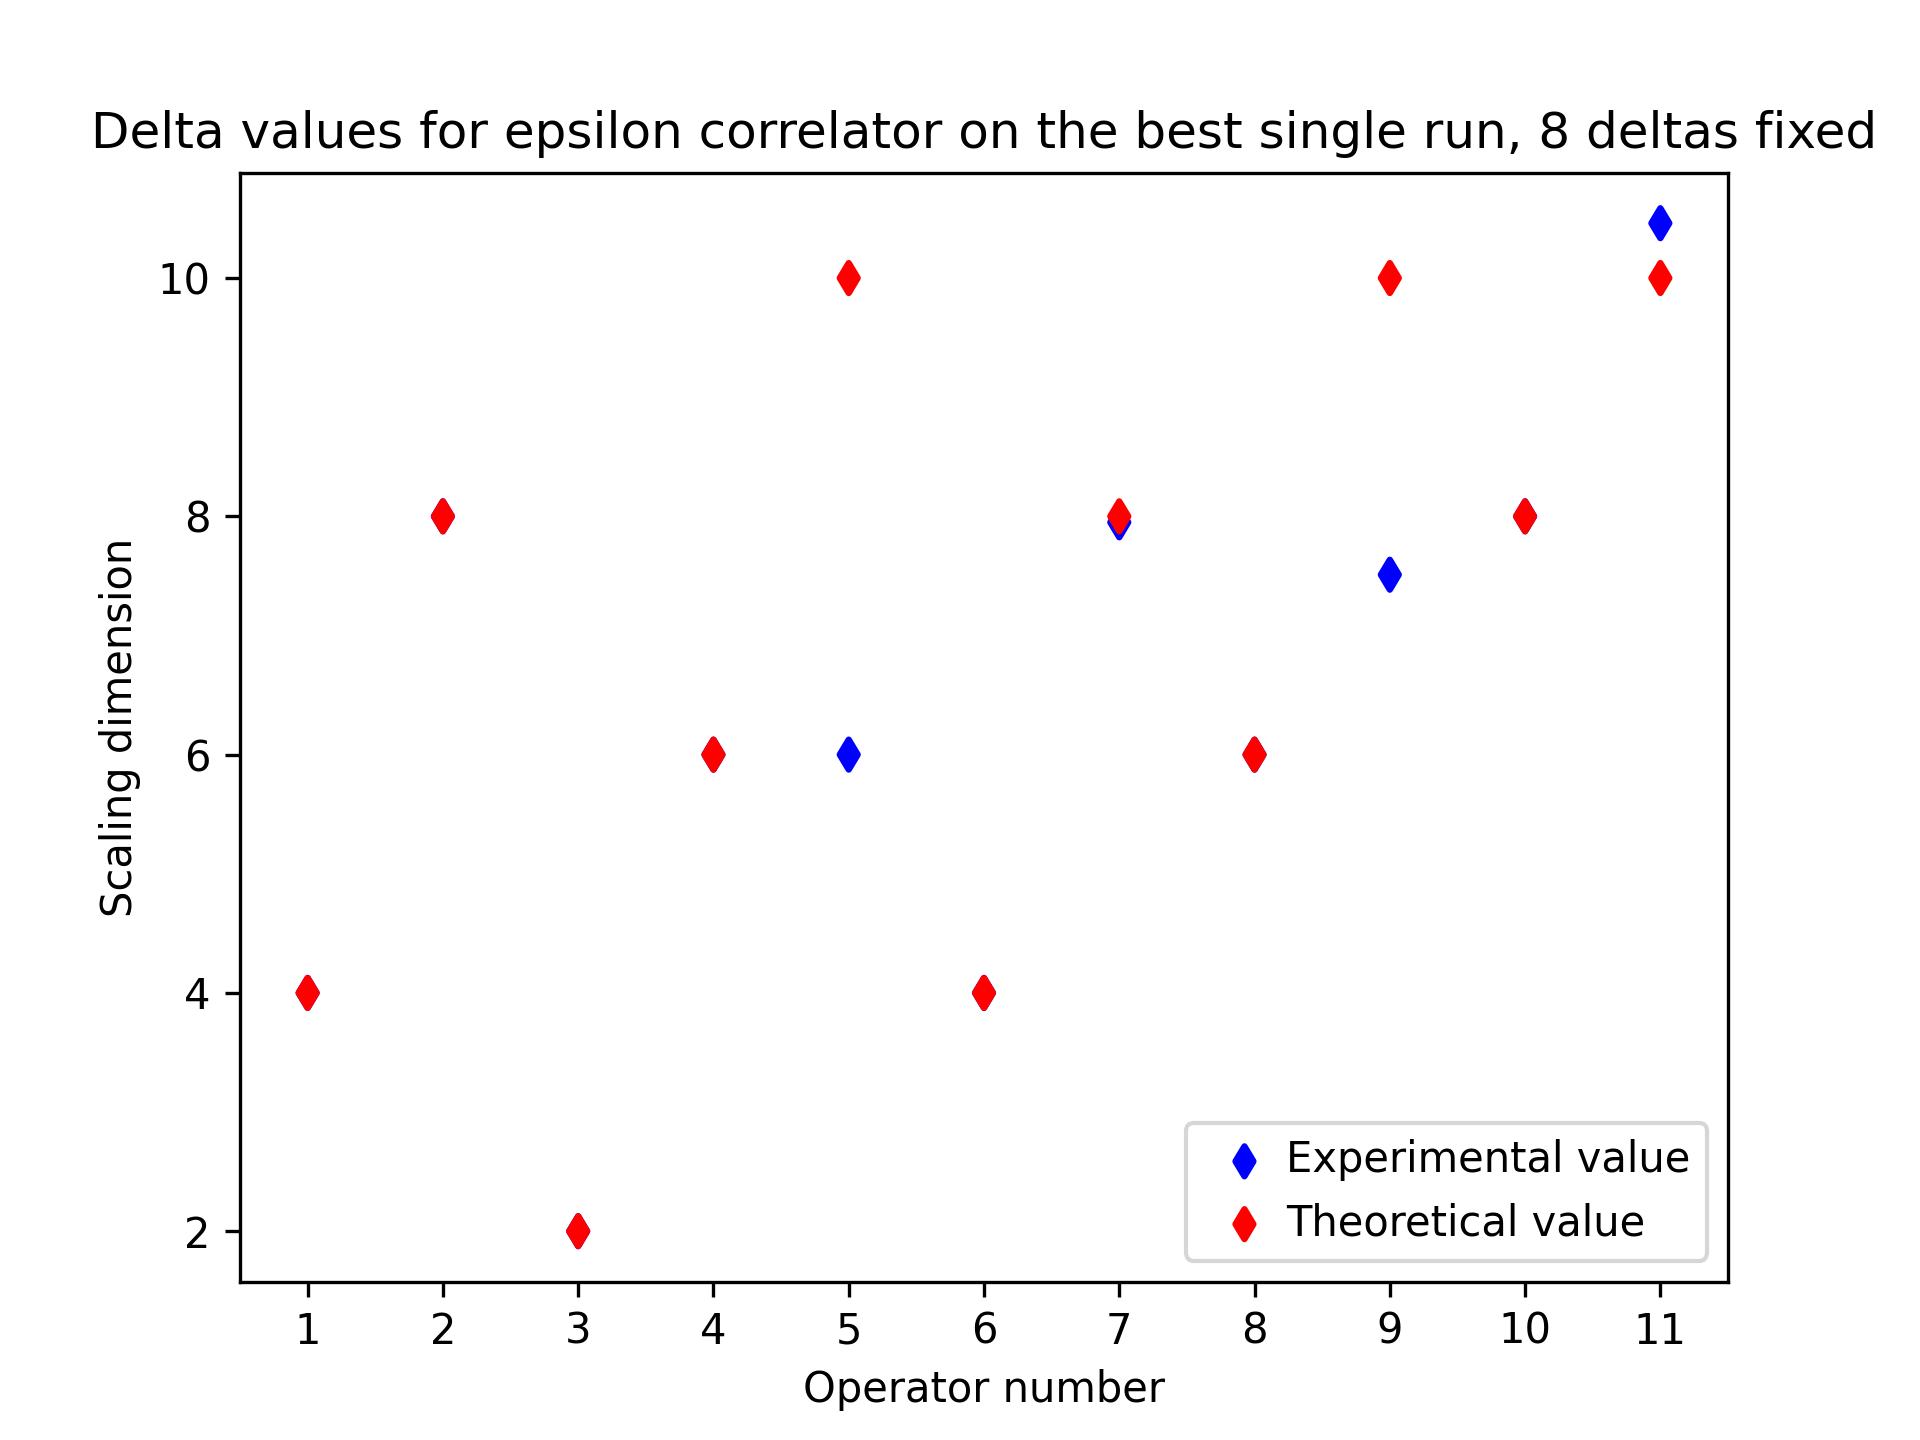 Delta values for epsilon correlator on the best single run, 8 deltas fixed
10
8
6
4
2
Scaling dimension
Experimental value
Theoretical value
1 2 3 4 5 6 7 8 9 10 11
Operator number